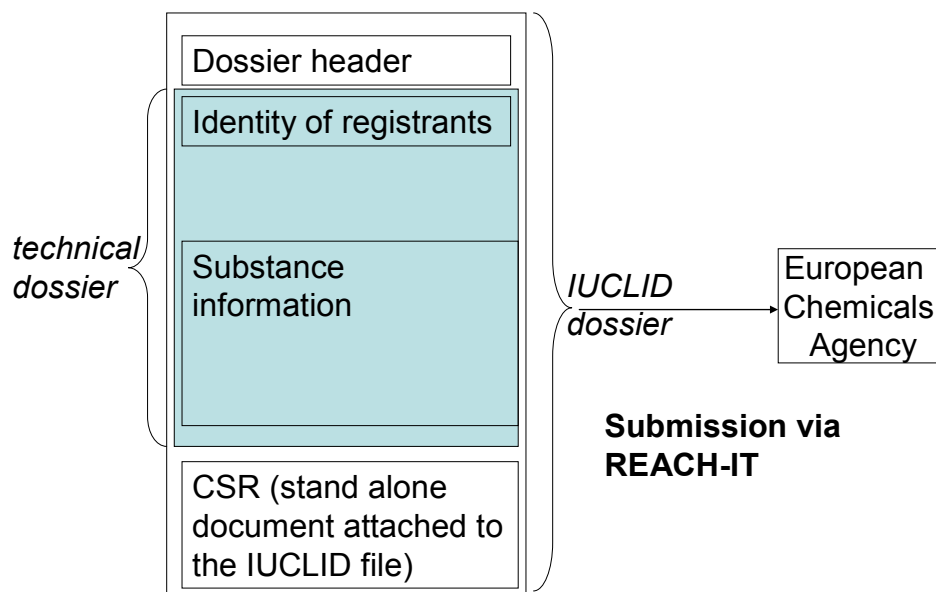 Dossier header
Identity of registrants
technical
dossier
Substance
information
IUCLID
dossier
European
Chemicals
Agency
Submission via
REACH-IT
CSR (stand alone
document attached to
the IUCLID file)